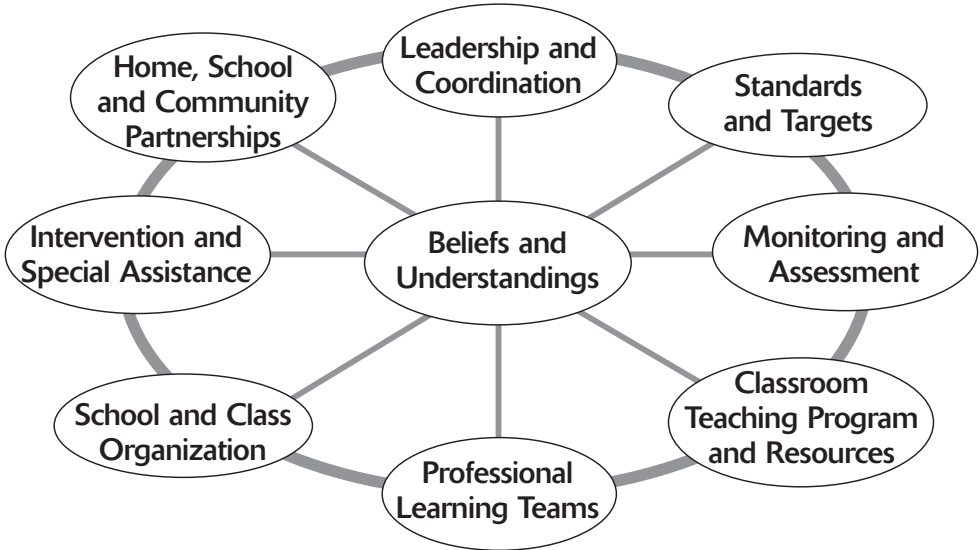 Leadership and
Coordination
Home, School
and Community
Partnerships
Standards
and Targets
Intervention and
Special Assistance
Beliefs and
Understandings
Monitoring and
Assessment
School and Class
Organization
Classroom
Teaching Program
and Resources
Professional
Learning Teams